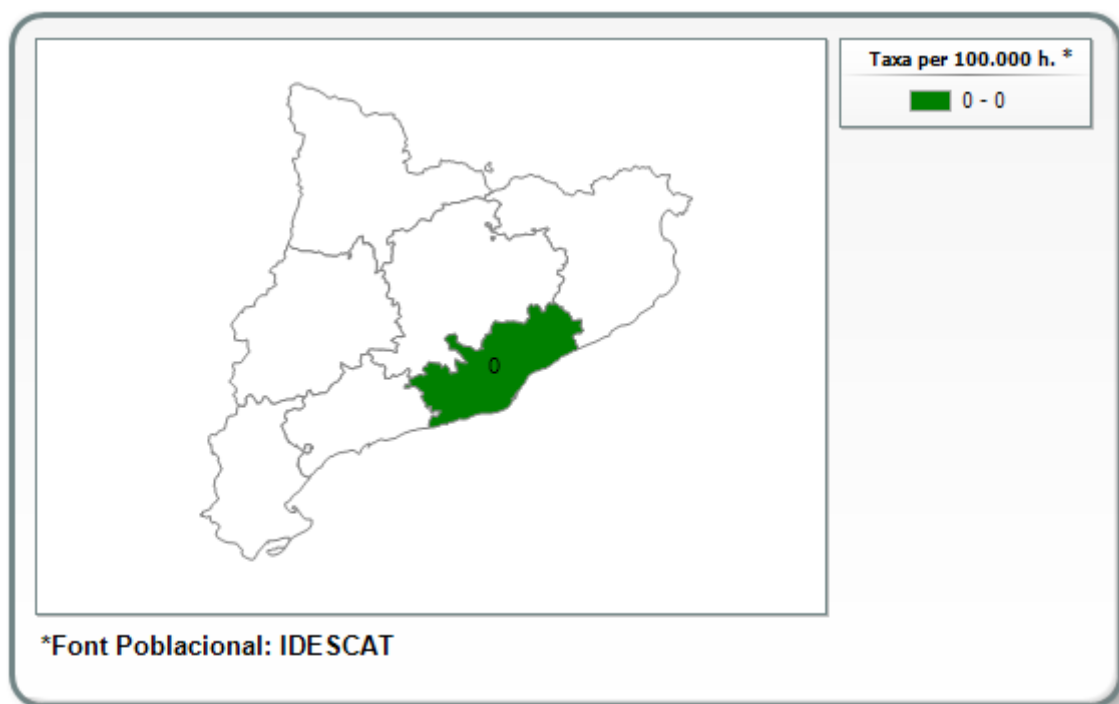 Taxa per 100.000 h. *
0 - 0
0
*Font Poblacional: IDESCAT